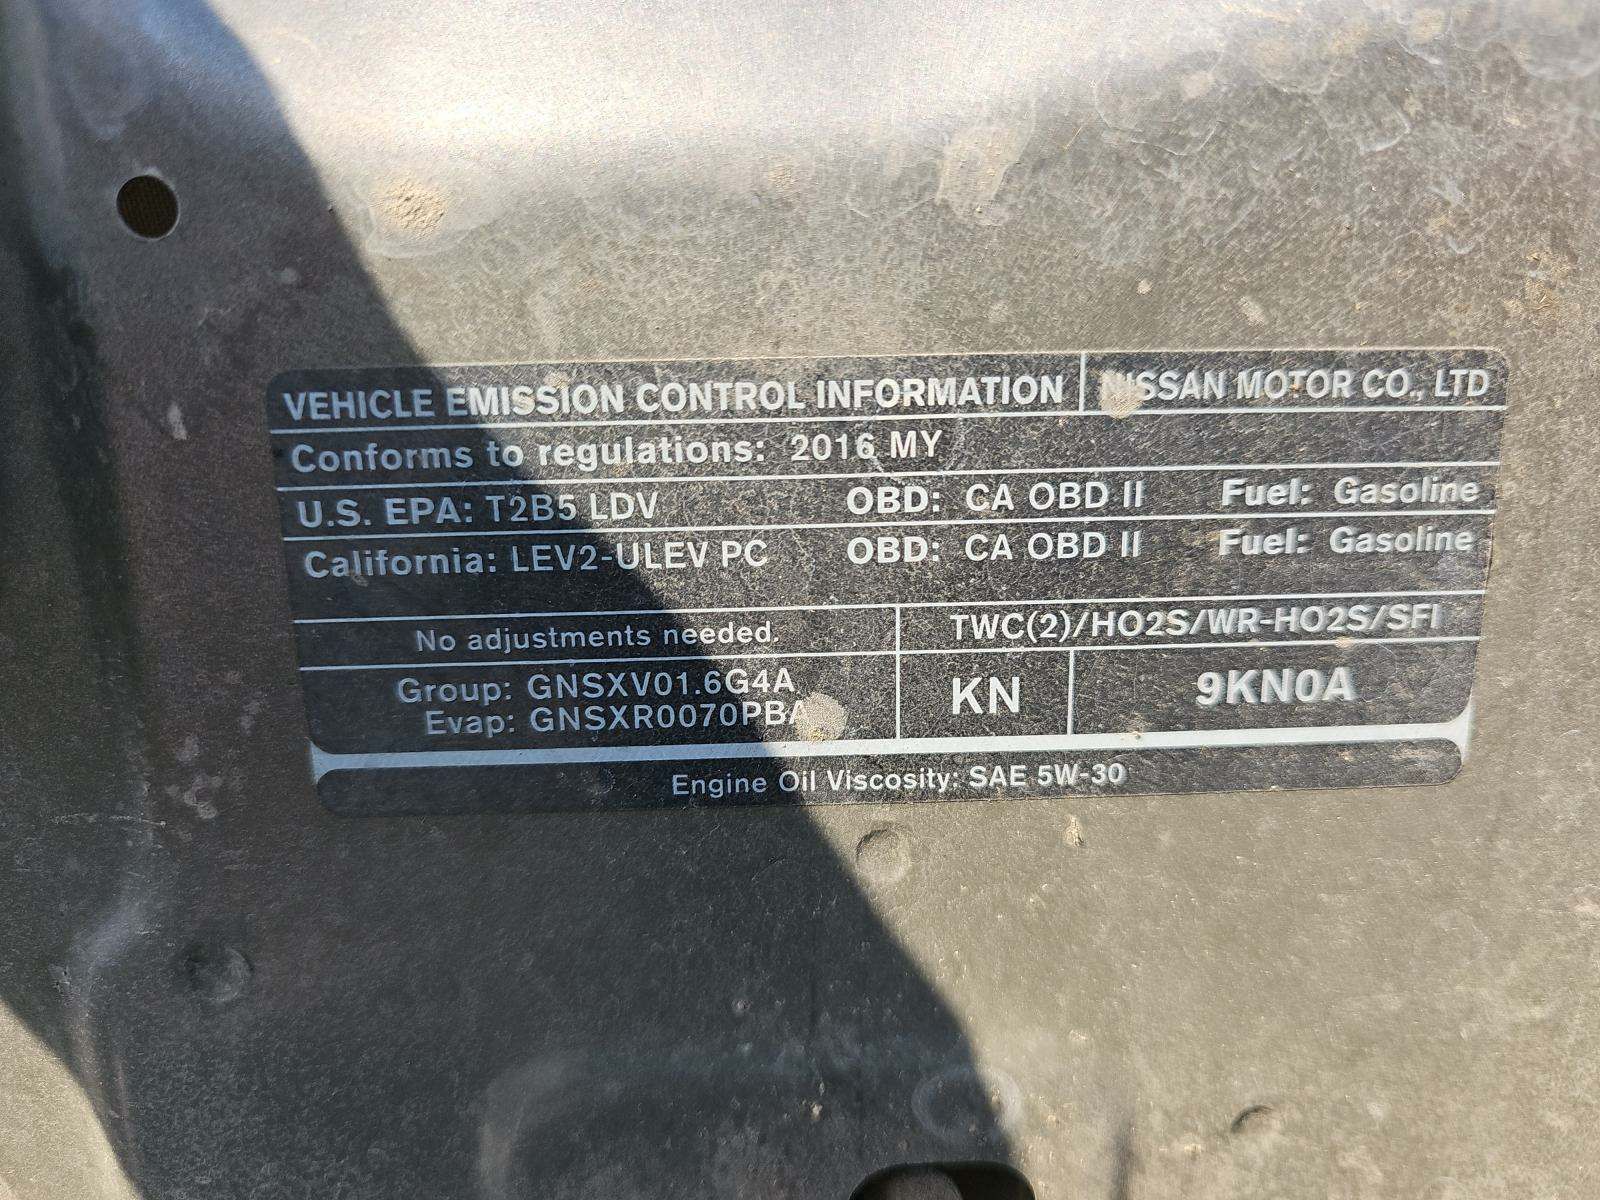 VEHICLE EMISSION CONTROL INFORMATION NISSAN MOTOR CO., LTD
Conforms to regulations: 2016 MY
U.S. EPA: T2B5 LDV OBD: CA OBD II Fuel: Gasoline
California: LEV2-ULEV PC OBD: CA OBD II Fuel: Gasoline
No adjustments needed. TWC(2)/HO2S/WR-HO2S/SFI
Group: GNSXV01.6G4A
Evap: GNSXR0070PBA
KN 9KN0A
Engine Oil Viscosity: SAE 5W-30